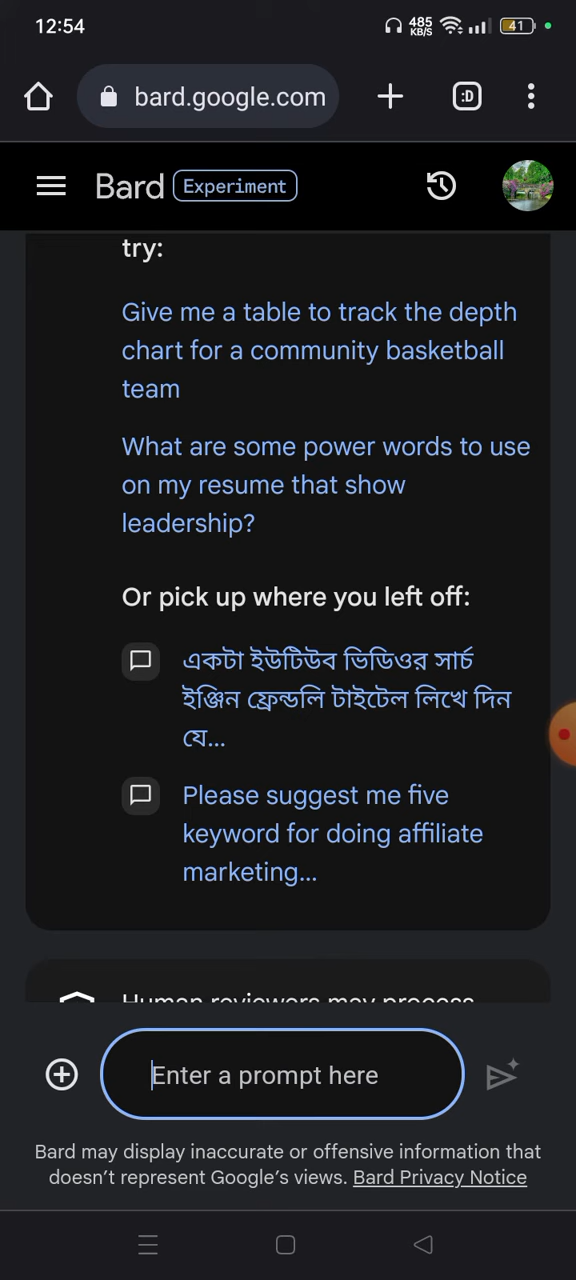 12:54 485 KB/S 41
bard.google.com :D
Bard Experiment
try:
Give me a table to track the depth
chart for a community basketball
team
What are some power words to use
on my resume that show
leadership?
Or pick up where you left off:
একটা ইউটিউব ভিডিওর সার্চ
ইঞ্জিন ফ্রেন্ডলি টাইটেল লিখে দিন
যে...
Please suggest me five
keyword for doing affiliate
marketing...
Human reviewers may process
Enter a prompt here
Bard may display inaccurate or offensive information that
doesn’t represent Google’s views. Bard Privacy Notice